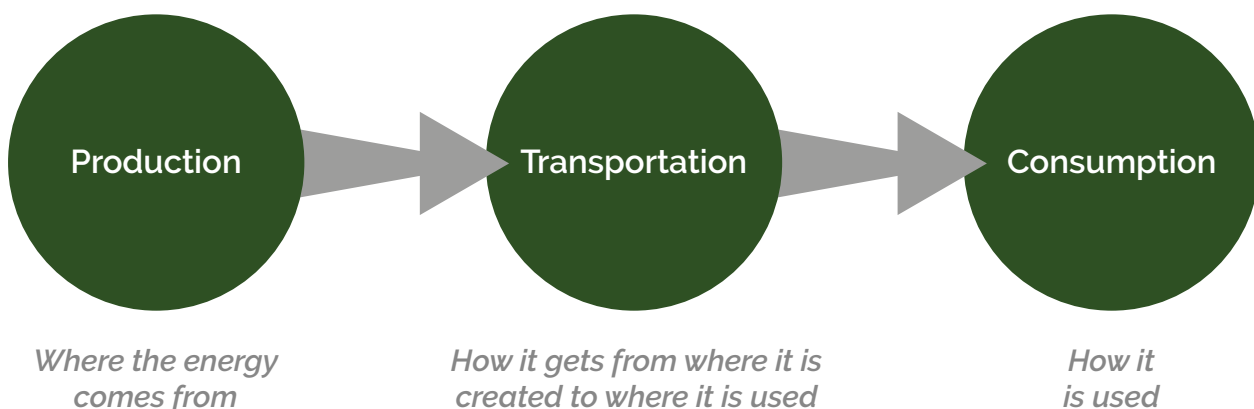 Production
Transportation
Consumption
Where the energy
comes from
How it gets from where it is
created to where it is used
How it
is used